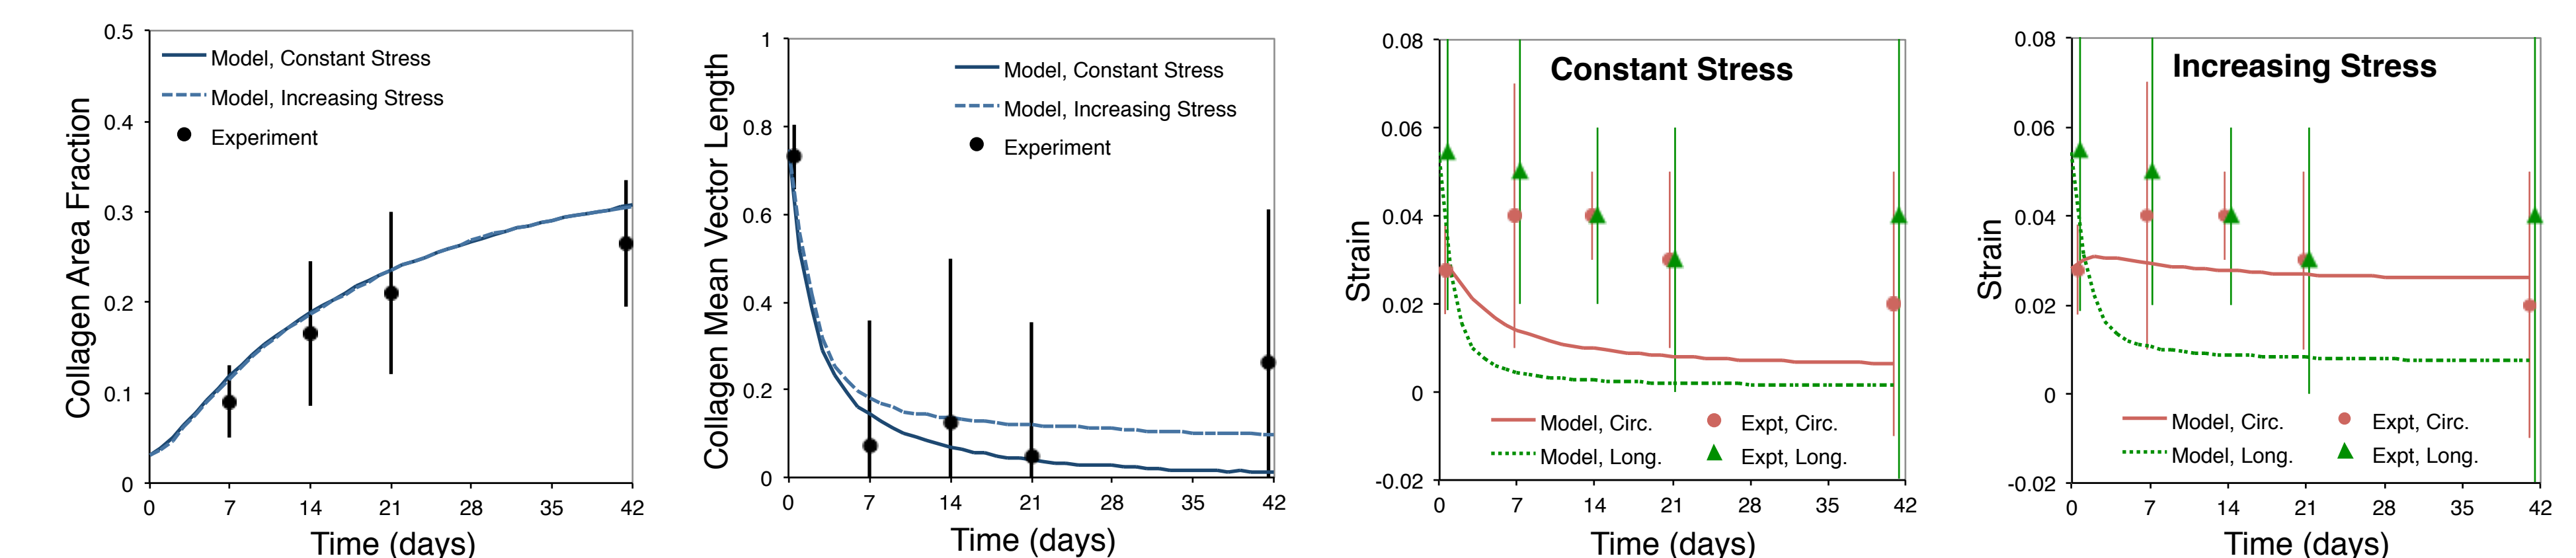 Collagen Area Fraction
0.5
0.4
0.3
0.2
0.1
0
Model, Constant Stress
Model, Increasing Stress
Experiment
0 7 14 21 28 35 42
Time (days)
Collagen Mean Vector Length
1
0.8
0.6
0.4
0.2
0
Model, Constant Stress
Model, Increasing Stress
Experiment
0 7 14 21 28 35 42
Time (days)
Strain
0.08
0.06
0.04
0.02
0
-0.02
Constant Stress
Model, Circ.
Expt, Circ.
Model, Long.
Expt, Long.
0 7 14 21 28 35 42
Time (days)
Strain
0.08
0.06
0.04
0.02
0
-0.02
Increasing Stress
Model, Circ.
Expt, Circ.
Model, Long.
Expt, Long.
0 7 14 21 28 35 42
Time (days)